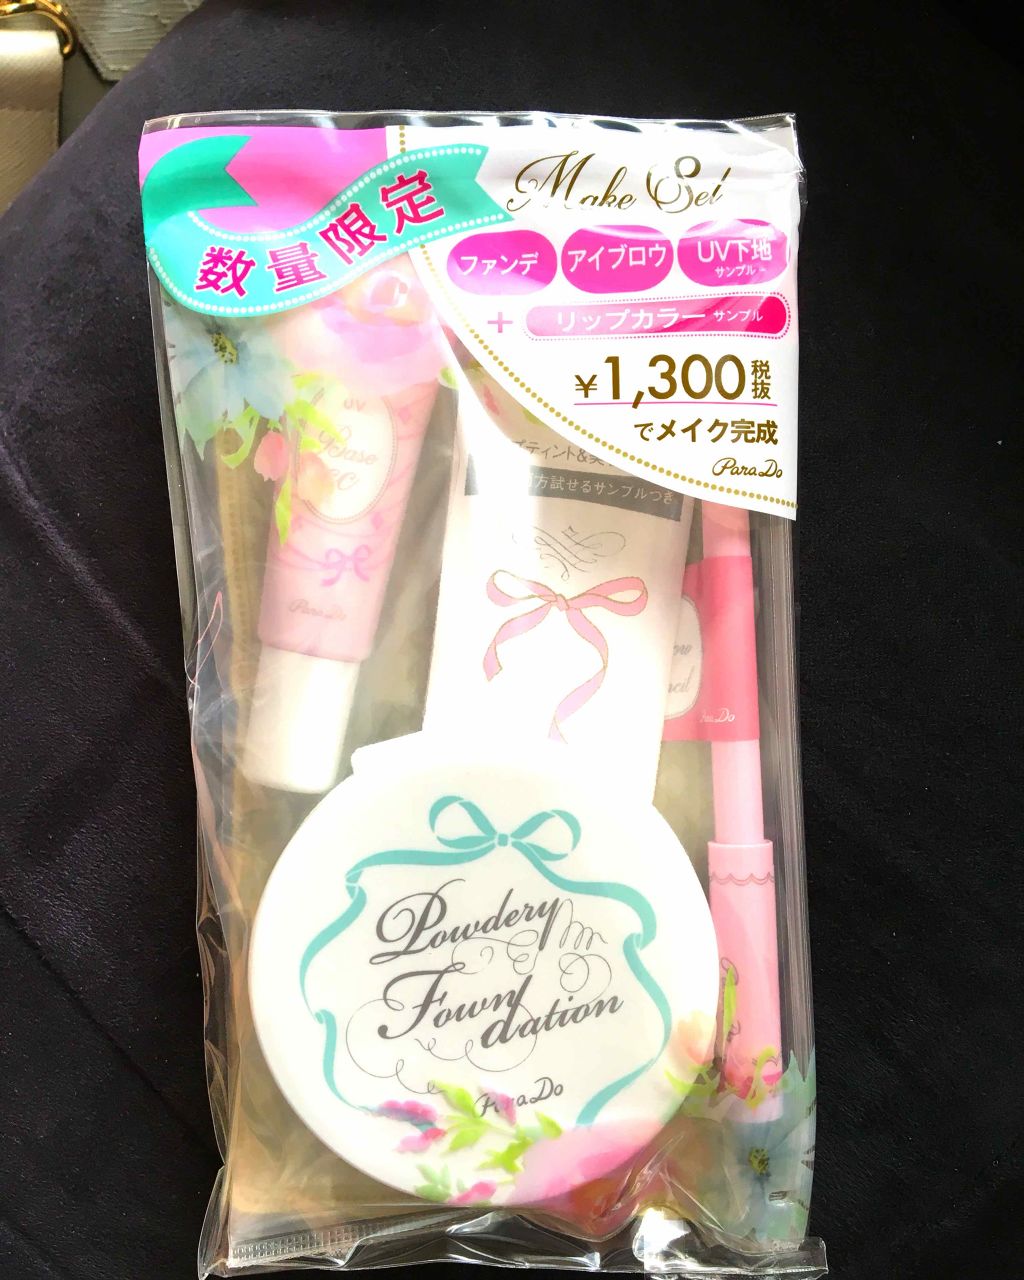 数量限定
Make Set
ファンデ
アイブロウ
UV下地
サンプル
+
リップカラー サンプル
¥1,300税抜
でメイク完成
ParaDo
UV
Base
プティント&美
方試せるサンプルつき
ParaDo
ParaDo
Powdery
Foundation
ParaDo